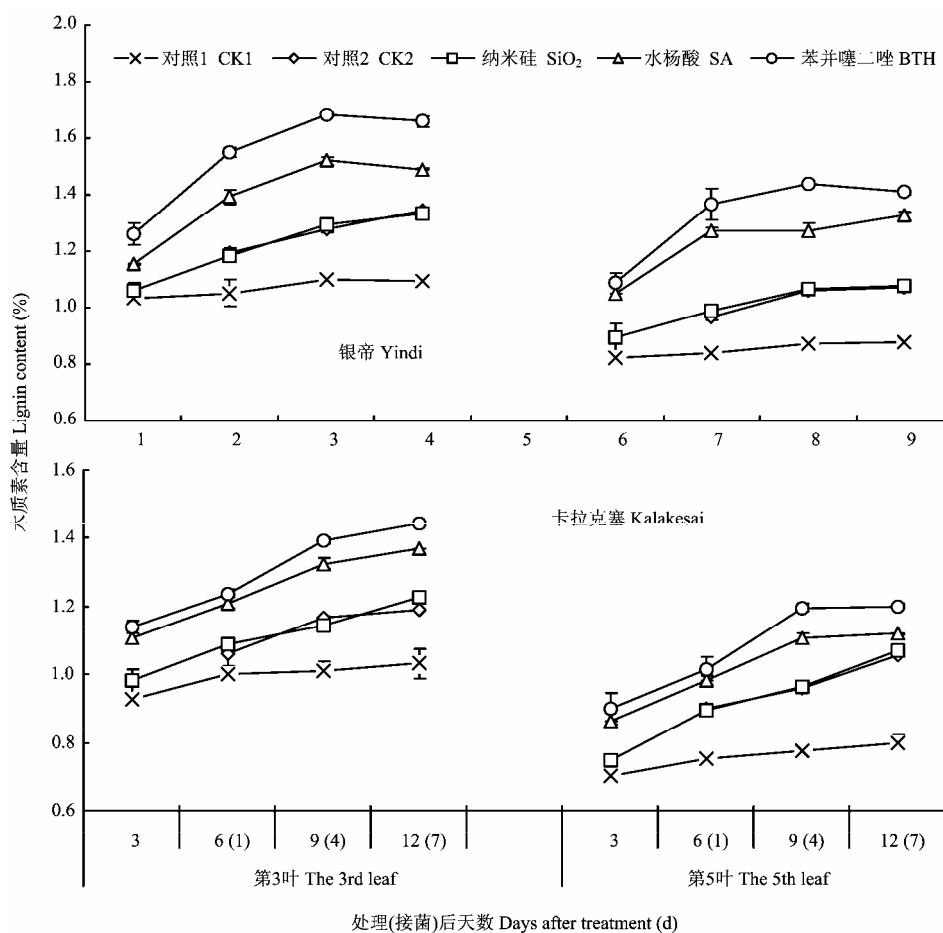 2.0
对照1 CK1 对照2 CK2 纳米硅 SiO₂ 水杨酸 SA 苯并噻二唑 BTH
1.8
1.6
1.4
1.2
1.0
0.8
0.6
银帝 Yindi
1 2 3 4 5 6 7 8 9
木质素含量 Lignin content (%)
1.6
1.4
1.2
1.0
0.8
0.6
卡拉克塞 Kalakesai
3 6 (1) 9 (4) 12 (7) 3 6 (1) 9 (4) 12 (7)
第3叶 The 3rd leaf 第5叶 The 5th leaf
处理(接菌)后天数 Days after treatment (d)